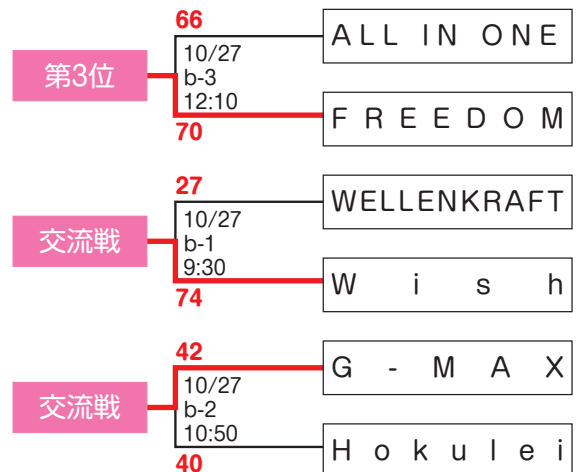 66
ALL IN ONE
第3位
10/27
b-3
12:10
FREEDOM
70
27
WELLENKRAFT
交流戦
10/27
b-1
9:30
Wish
74
42
G-MAX
交流戦
10/27
b-2
10:50
Hokulei
40